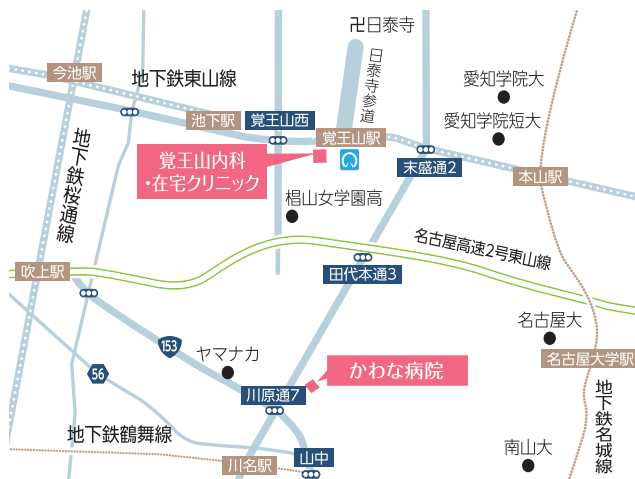 卍日泰寺
日泰寺参道
今池駅
地下鉄東山線
愛知学院大
池下駅
覚王山西
愛知学院短大
覚王山駅
覚王山内科
・在宅クリニック
末盛通2
本山駅
地下鉄桜通線
椙山女学園高
名古屋高速2号東山線
吹上駅
田代本通3
名古屋大
153
ヤマナカ
名古屋大学駅
56
かわな病院
川原通7
地下鉄名城線
地下鉄鶴舞線
南山大
川名駅
山中